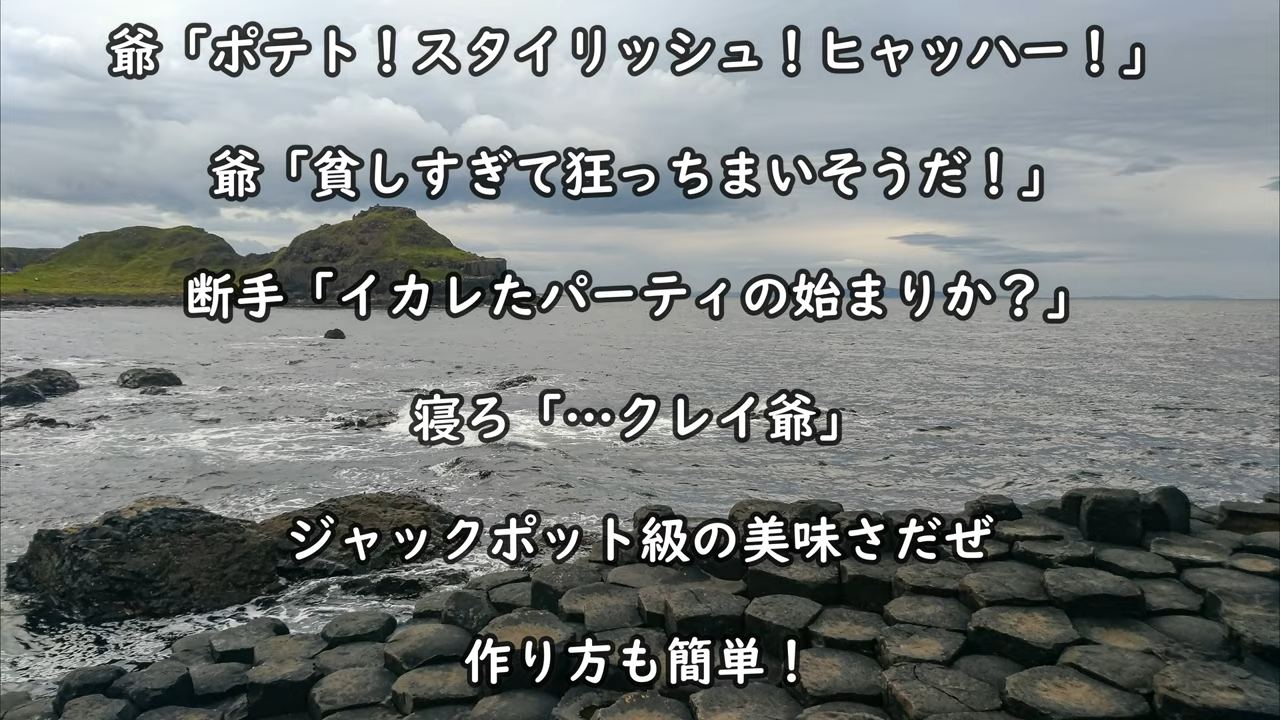 爺「ポテト！スタイリッシュ！ヒャッハー！」
爺「貧しすぎて狂っちまいそうだ！」
断手「イカレたパーティの始まりか？」
寝ろ「…クレイ爺」
ジャックポット級の美味さだぜ
作り方も簡単！